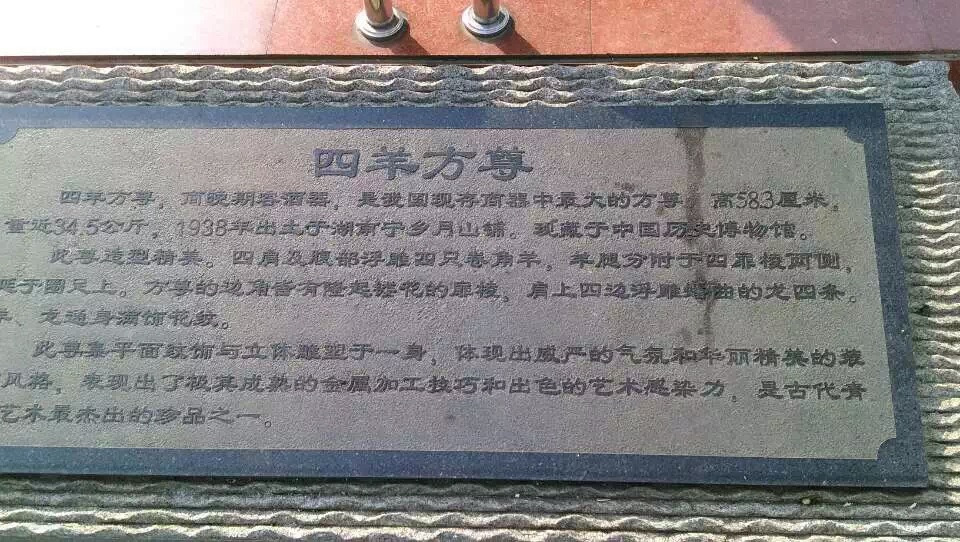 四羊方尊
四羊方尊，商晚期容酒器，是我国现存商器中最大的方尊。高58.3厘米，
重近34.5公斤，1938年出土于湖南宁乡月山铺。现藏于中国历史博物馆。
此尊造型精美。四肩及腹部浮雕四只卷角羊，羊腿分附于四扉棱两侧，
于圈足上。方尊的边角皆有隆起镂花的扉棱，肩上四边浮雕蟠曲的龙四条。
羊、龙通身满饰花纹。
此尊集平面纹饰与立体雕塑于一身，体现出威严的气氛和华丽精美的装
风格，表现出了极其成熟的金属加工技巧和出色的艺术感染力，是古代青
艺术最杰出的珍品之一。